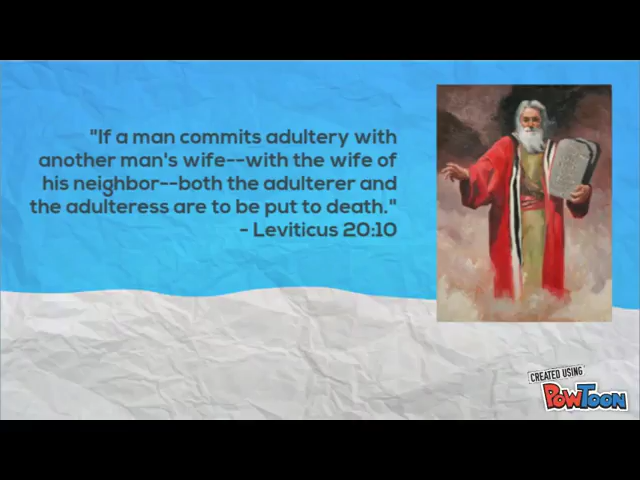 "If a man commits adultery with
another man's wife--with the wife of
his neighbor--both the adulterer and
the adulteress are to be put to death."
- Leviticus 20:10
CREATED USING
PowToon